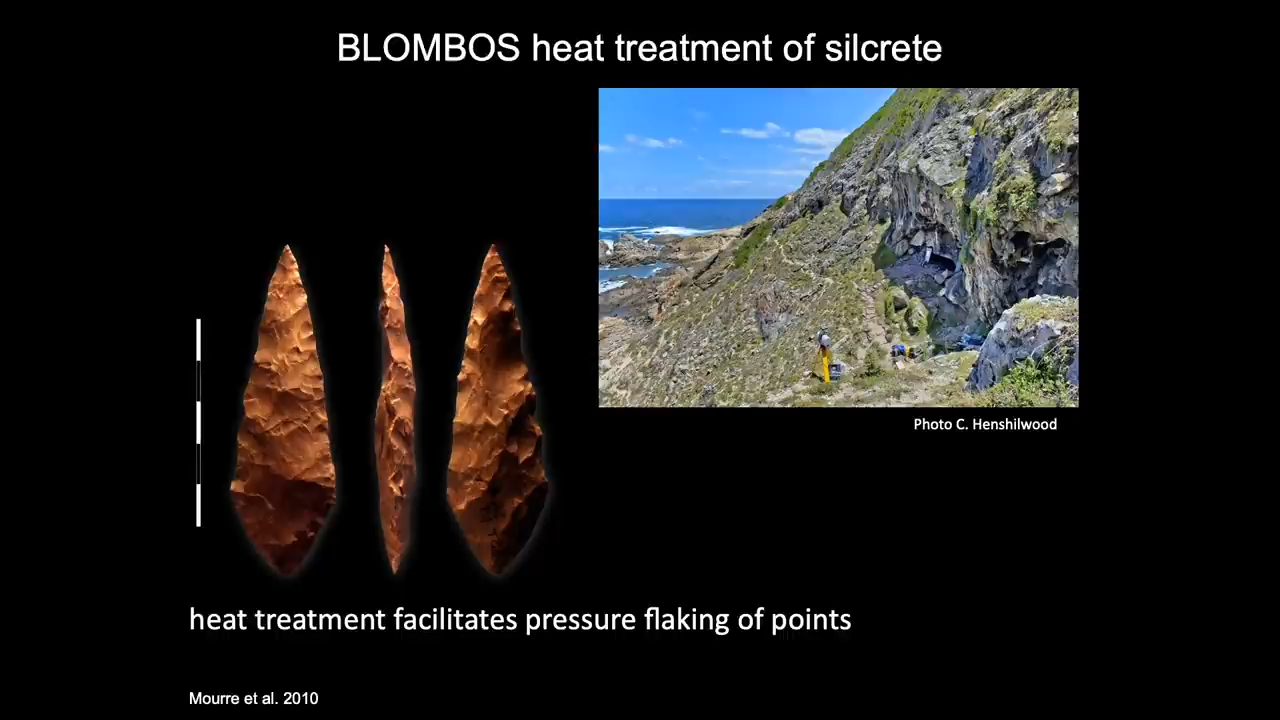 BLOMBOS heat treatment of silcrete
Photo C. Henshilwood
heat treatment facilitates pressure flaking of points
Mourre et al. 2010